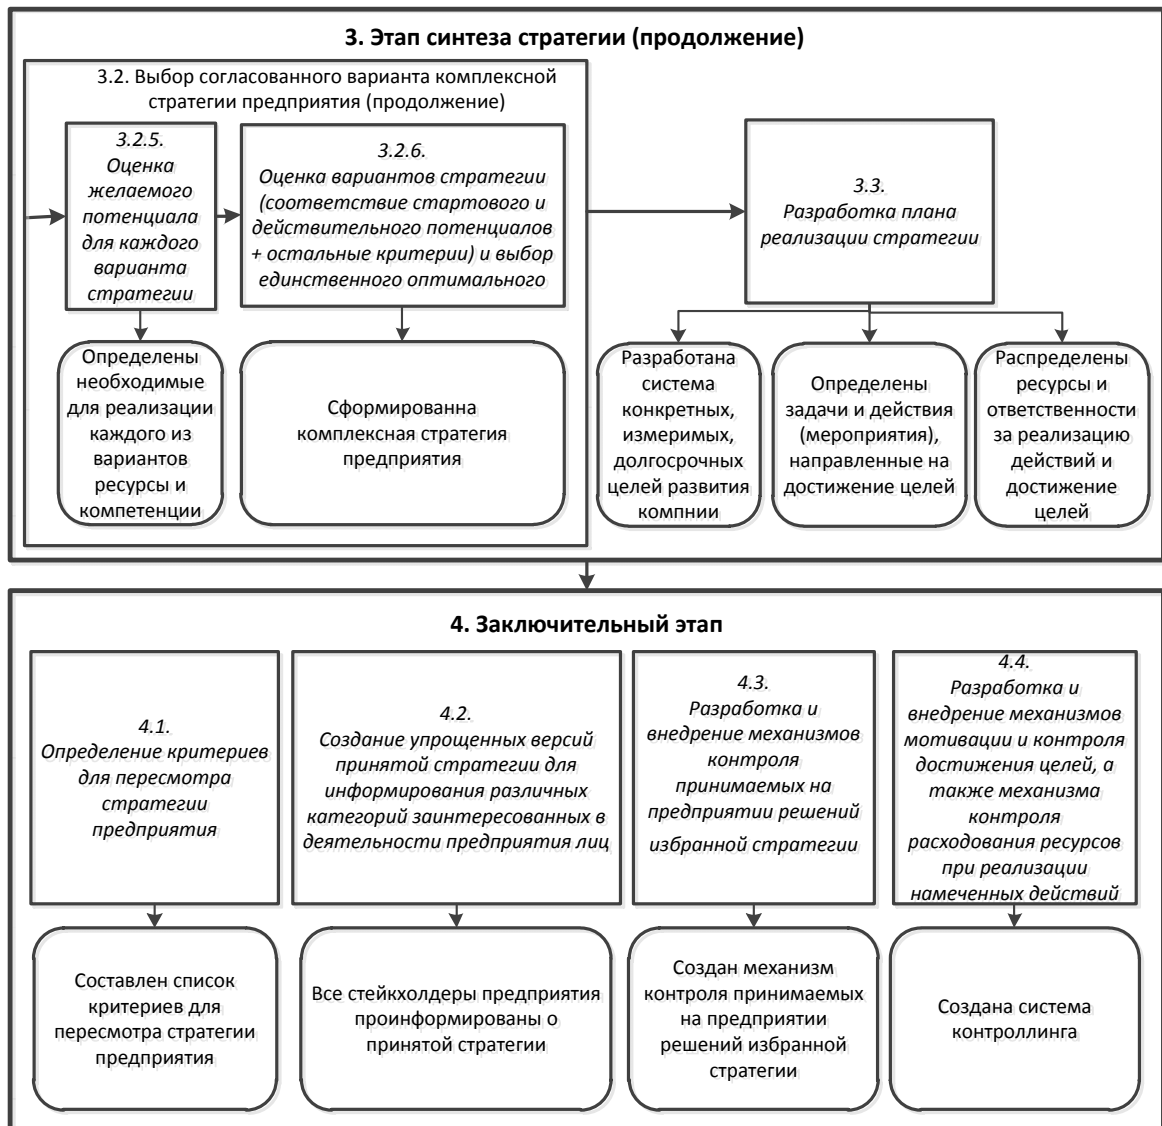 3. Этап синтеза стратегии (продолжение)
3.2. Выбор согласованного варианта комплексной
стратегии предприятия (продолжение)
3.2.5.
Оценка
желаемого
потенциала
для каждого
варианта
стратегии
3.2.6.
Оценка вариантов стратегии
(соответствие стартового и
действительного потенциалов
+ остальные критерии) и выбор
единственного оптимального
3.3.
Разработка плана
реализации стратегии
Определены
необходимые
для реализации
каждого из
вариантов
ресурсы и
компетенции
Сформированна
комплексная стратегия
предприятия
Разработана
система
конкретных,
измеримых,
долгосрочных
целей развития
компнии
Определены
задачи и действия
(мероприятия),
направленные на
достижение целей
Распределены
ресурсы и
ответственности
за реализацию
действий и
достижение
целей
4. Заключительный этап
4.1.
Определение критериев
для пересмотра
стратегии
предприятия
4.2.
Создание упрощенных версий
принятой стратегии для
информирования различных
категорий заинтересованных в
деятельности предприятия лиц
4.3.
Разработка и
внедрение механизмов
контроля
принимаемых на
предприятии решений
избранной стратегии
4.4.
Разработка и
внедрение механизмов
мотивации и контроля
достижения целей, а
также механизма
контроля
расходования ресурсов
при реализации
намеченных действий
Составлен список
критериев для
пересмотра стратегии
предприятия
Все стейкхолдеры предприятия
проинформированы о
принятой стратегии
Создан механизм
контроля принимаемых
на предприятии
решений избранной
стратегии
Создана система
контроллинга